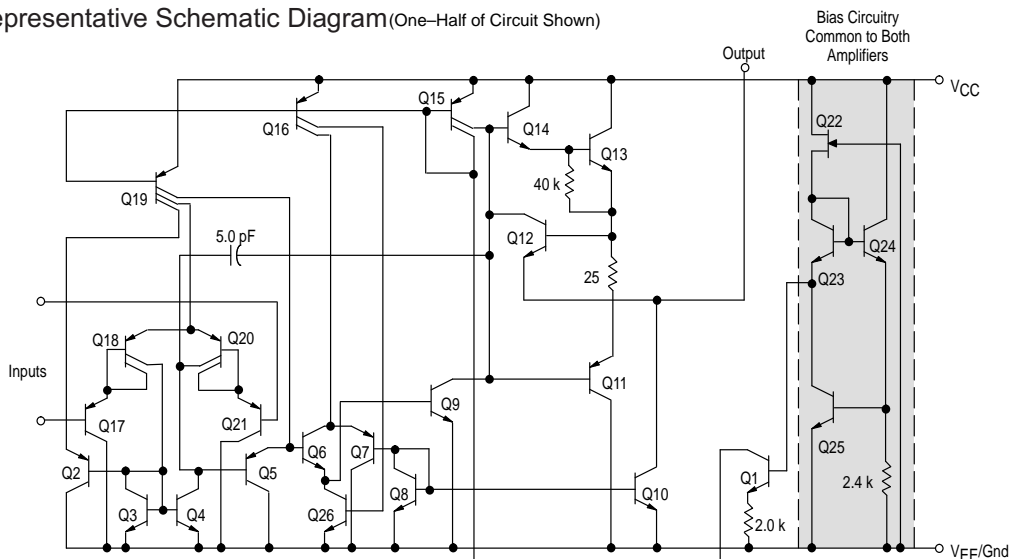 epresentative Schematic Diagram (One–Half of Circuit Shown)
Bias Circuitry
Common to Both
Amplifiers
Output
VCC
Q22
Q15
Q16
Q14
Q13
Q19
40 k
Q12
Q24
5.0 pF
Q23
25
Q18
Q20
Inputs
Q11
Q9
Q17
Q21
Q6
Q7
Q25
Q2
Q5
Q1
Q8
Q10
2.4 k
Q3
Q4
Q26
2.0 k
VEE/Gnd